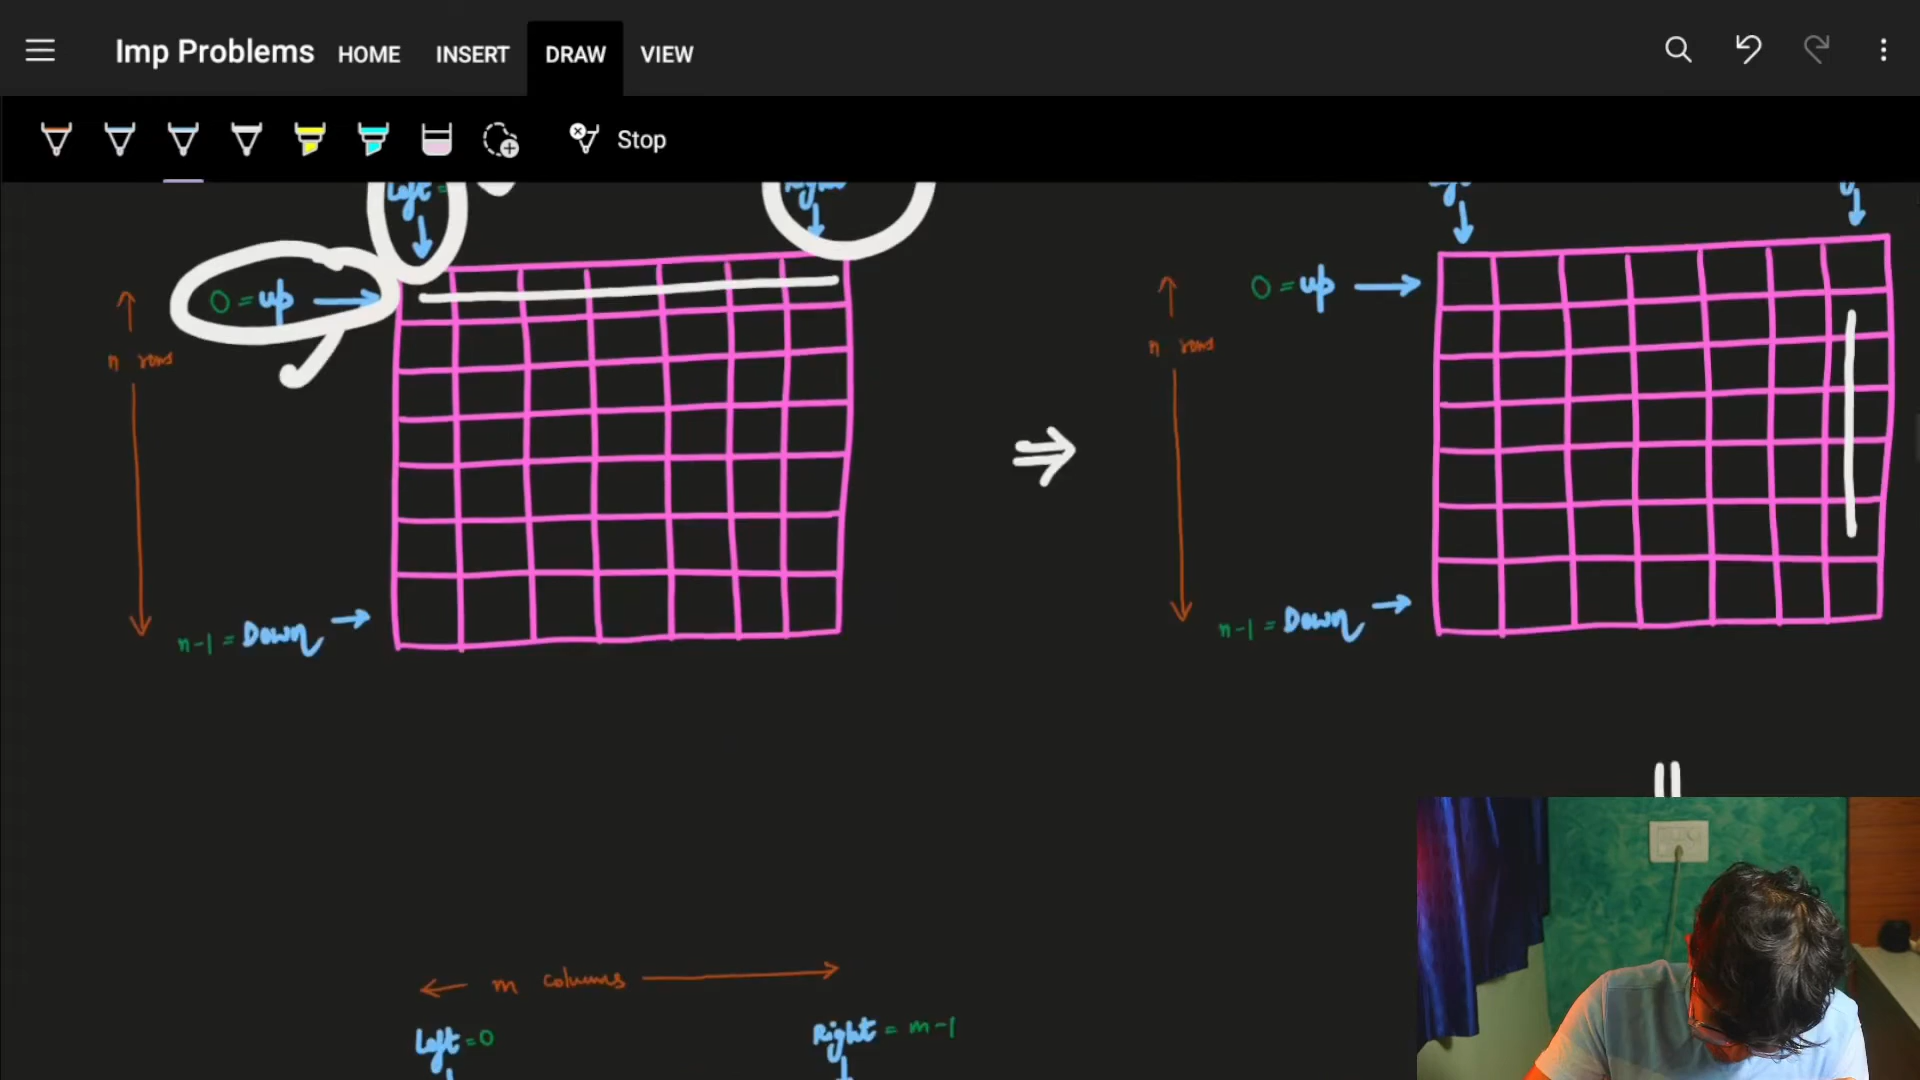 Imp Problems HOME INSERT DRAW VIEW
Stop
Left = Right
0 = up
n rows
n-1 = Down
0 = up
n rows
n-1 = Down
m columns
Left = 0 Right = m-1